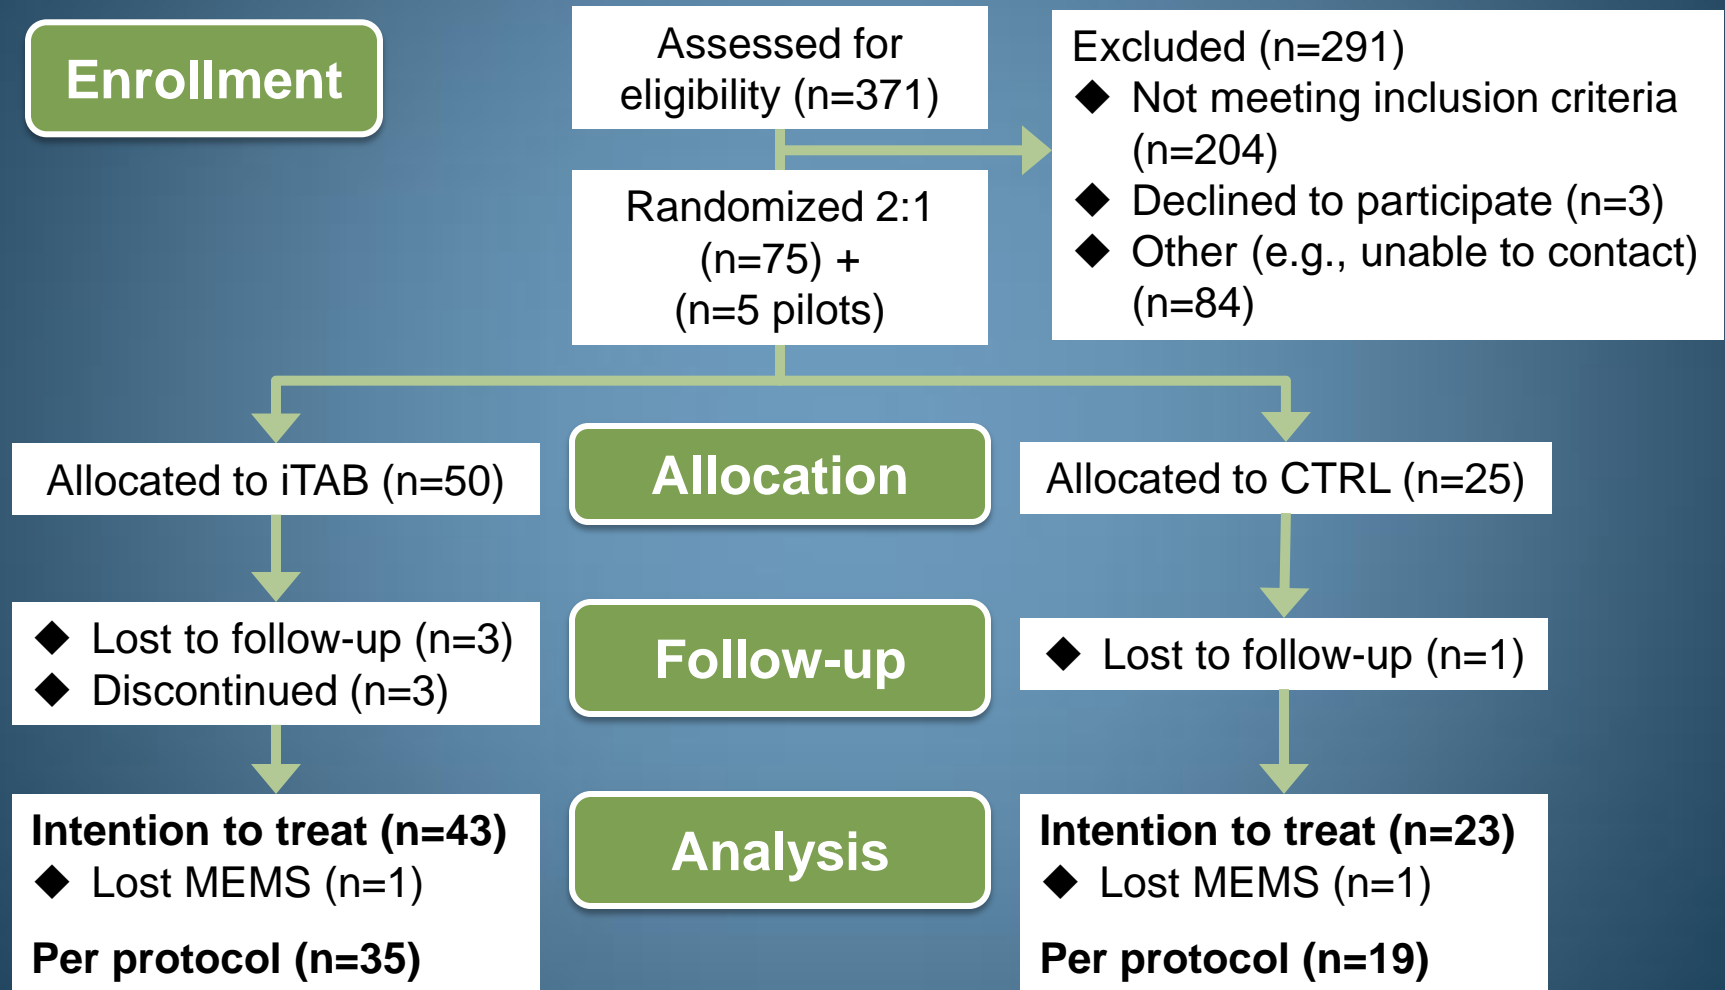 Enrollment
Assessed for
eligibility (n=371)
Excluded (n=291)
◆ Not meeting inclusion criteria
(n=204)
◆ Declined to participate (n=3)
◆ Other (e.g., unable to contact)
(n=84)
Randomized 2:1
(n=75) +
(n=5 pilots)
Allocated to iTAB (n=50)
Allocation
Allocated to CTRL (n=25)
◆ Lost to follow-up (n=3)
◆ Discontinued (n=3)
Follow-up
◆ Lost to follow-up (n=1)
Intention to treat (n=43)
◆ Lost MEMS (n=1)
Per protocol (n=35)
Analysis
Intention to treat (n=23)
◆ Lost MEMS (n=1)
Per protocol (n=19)